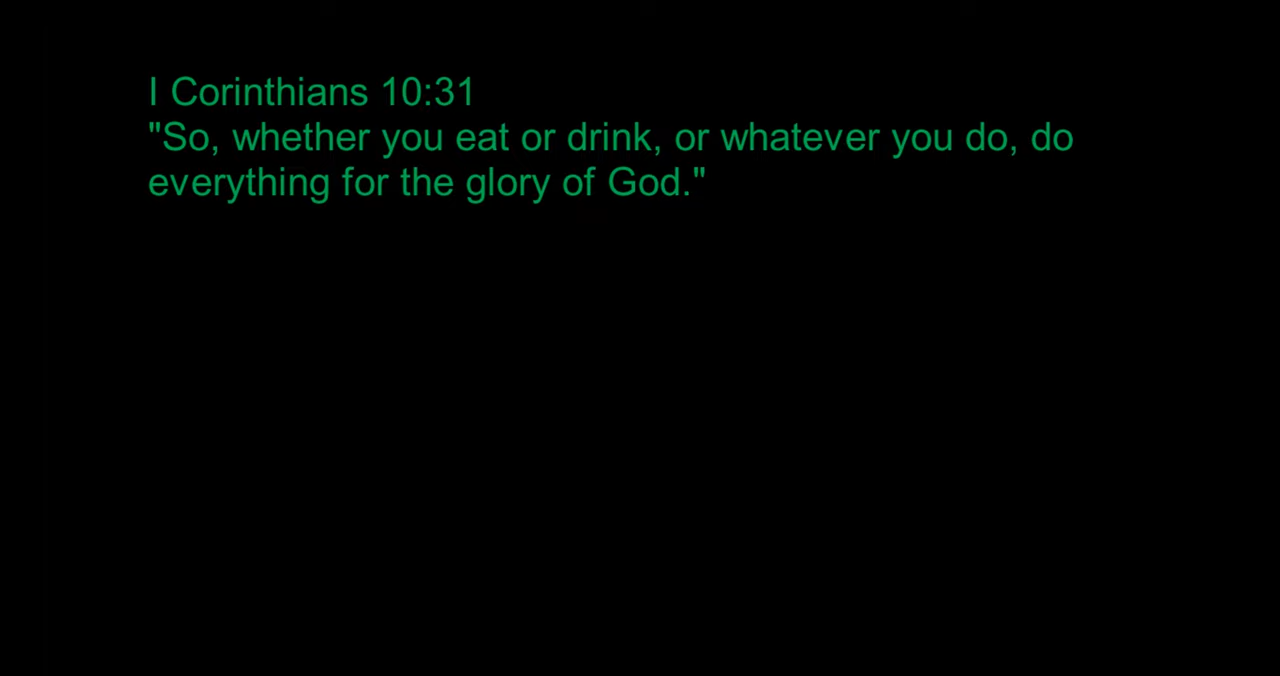 I Corinthians 10:31
"So, whether you eat or drink, or whatever you do, do
everything for the glory of God."